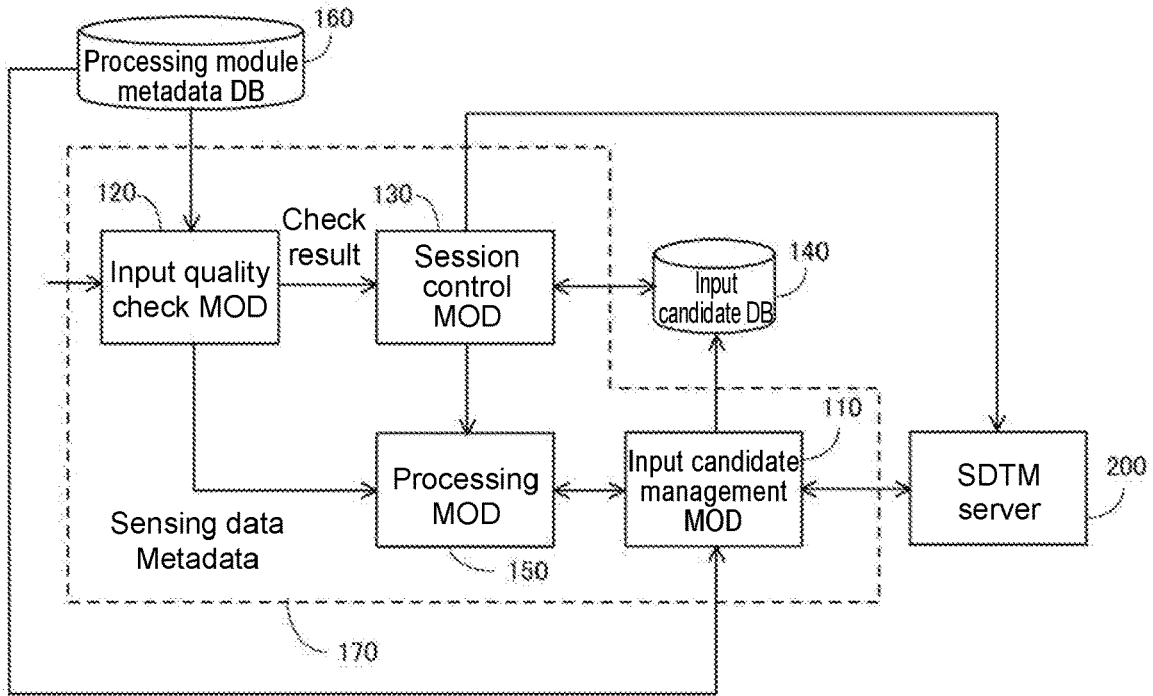 160
Processing module
metadata DB
120
130
Check
result
Input quality
check MOD
Session
control
MOD
140
Input
candidate DB
110
Processing
MOD
Input candidate
management
MOD
SDTM
server
200
Sensing data
Metadata
150
170